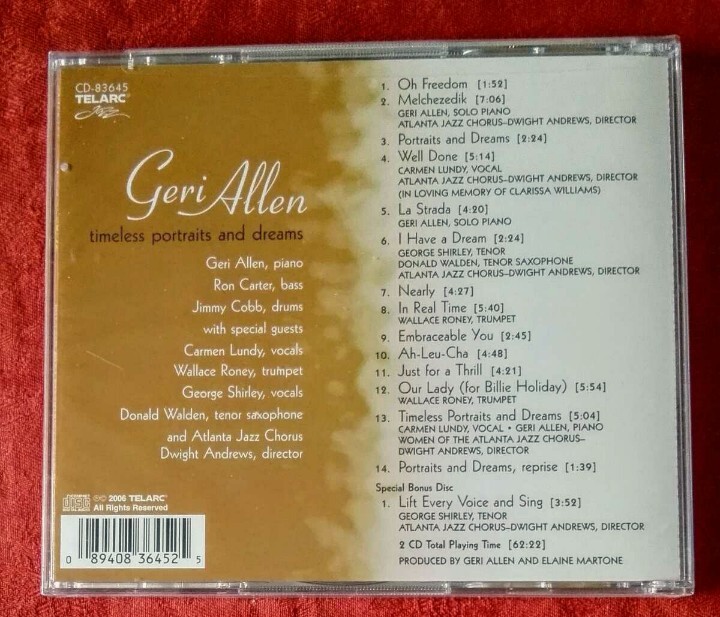 CD-83645
TELARC
Jazz
Geri Allen
timeless portraits and dreams
Geri Allen, piano
Ron Carter, bass
Jimmy Cobb, drums
with special guests
Carmen Lundy, vocals
Wallace Roney, trumpet
George Shirley, vocals
Donald Walden, tenor saxophone
and Atlanta Jazz Chorus
Dwight Andrews, director
℗© 2006 TELARC
All Rights Reserved
0 89408 36452 5
1. Oh Freedom [1:52]
2. Melchezedik [7:06]
GERI ALLEN, SOLO PIANO
ATLANTA JAZZ CHORUS–DWIGHT ANDREWS, DIRECTOR
3. Portraits and Dreams [2:24]
4. Well Done [5:14]
CARMEN LUNDY, VOCAL
ATLANTA JAZZ CHORUS–DWIGHT ANDREWS, DIRECTOR
(IN LOVING MEMORY OF CLARISSA WILLIAMS)
5. La Strada [4:20]
GERI ALLEN, SOLO PIANO
6. I Have a Dream [2:24]
GEORGE SHIRLEY, TENOR
DONALD WALDEN, TENOR SAXOPHONE
ATLANTA JAZZ CHORUS–DWIGHT ANDREWS, DIRECTOR
7. Nearly [4:27]
8. In Real Time [5:40]
WALLACE RONEY, TRUMPET
9. Embraceable You [2:45]
10. Ah-Leu-Cha [4:48]
11. Just for a Thrill [4:21]
12. Our Lady (for Billie Holiday) [5:54]
WALLACE RONEY, TRUMPET
13. Timeless Portraits and Dreams [5:04]
CARMEN LUNDY, VOCAL • GERI ALLEN, PIANO
WOMEN OF THE ATLANTA JAZZ CHORUS–
DWIGHT ANDREWS, DIRECTOR
14. Portraits and Dreams, reprise [1:39]
Special Bonus Disc
1. Lift Every Voice and Sing [3:52]
GEORGE SHIRLEY, TENOR
ATLANTA JAZZ CHORUS–DWIGHT ANDREWS, DIRECTOR
2 CD Total Playing Time [62:22]
PRODUCED BY GERI ALLEN AND ELAINE MARTONE